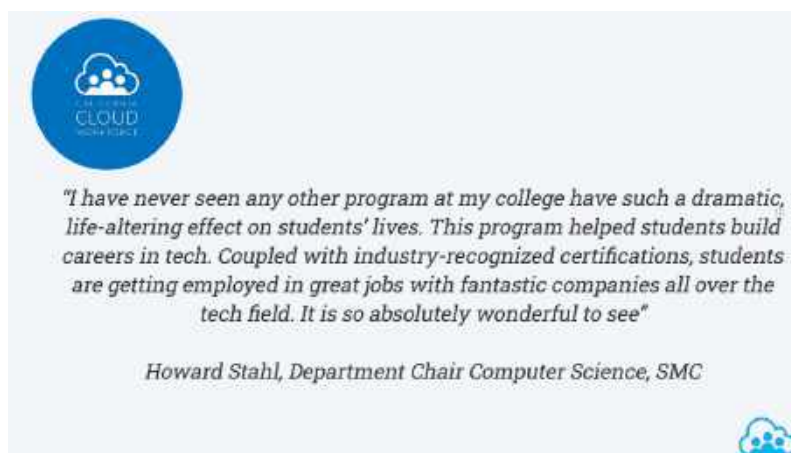 CALIFORNIA
CLOUD
WORKFORCE
"I have never seen any other program at my college have such a dramatic,
life-altering effect on students' lives. This program helped students build
careers in tech. Coupled with industry-recognized certifications, students
are getting employed in great jobs with fantastic companies all over the
tech field. It is so absolutely wonderful to see"
Howard Stahl, Department Chair Computer Science, SMC